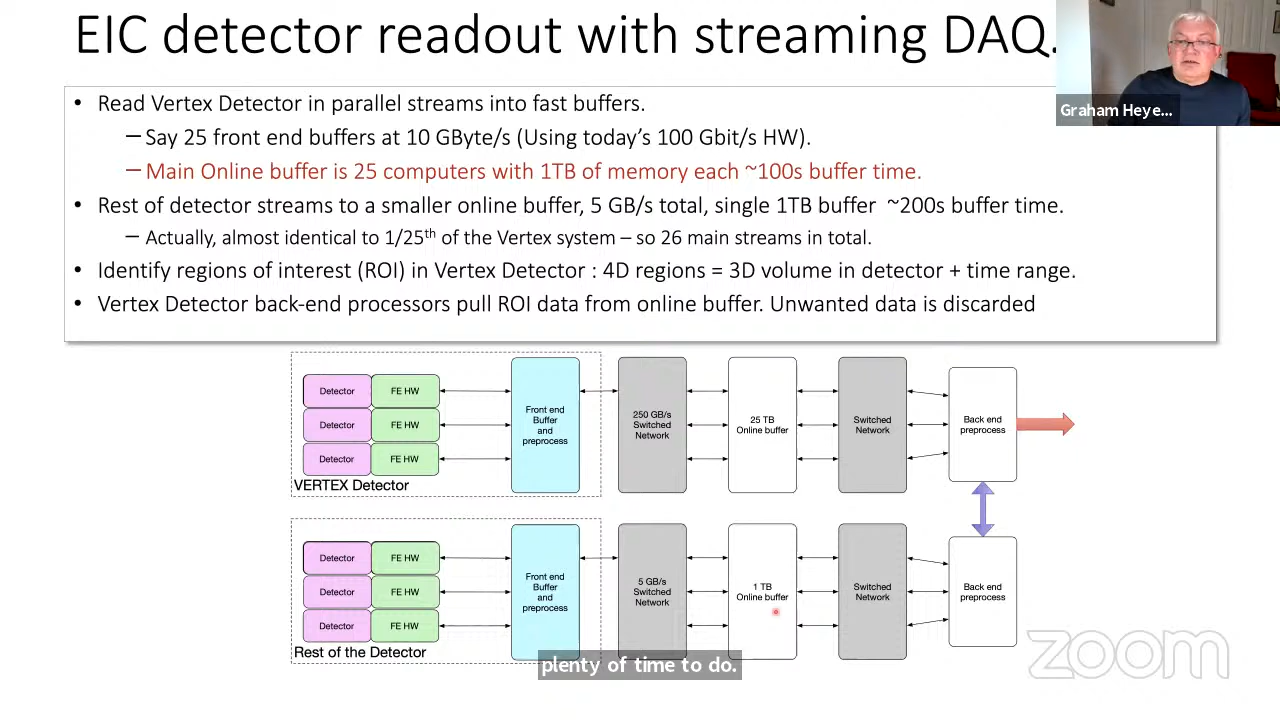 EIC detector readout with streaming DAQ.
Graham Heye...
• Read Vertex Detector in parallel streams into fast buffers.
– Say 25 front end buffers at 10 GByte/s (Using today's 100 Gbit/s HW).
– Main Online buffer is 25 computers with 1TB of memory each ~100s buffer time.
• Rest of detector streams to a smaller online buffer, 5 GB/s total, single 1TB buffer ~200s buffer time.
– Actually, almost identical to 1/25th of the Vertex system – so 26 main streams in total.
• Identify regions of interest (ROI) in Vertex Detector : 4D regions = 3D volume in detector + time range.
• Vertex Detector back-end processors pull ROI data from online buffer. Unwanted data is discarded
Detector FE HW
Detector FE HW
Detector FE HW
VERTEX Detector
Front end
Buffer
and
preprocess
250 GB/s
Switched
Network
25 TB
Online buffer
Switched
Network
Back end
preprocess
Detector FE HW
Detector FE HW
Detector FE HW
Rest of the Detector
Front end
Buffer
and
preprocess
5 GB/s
Switched
Network
1 TB
Online buffer
Switched
Network
Back end
preprocess
plenty of time to do.
zoom